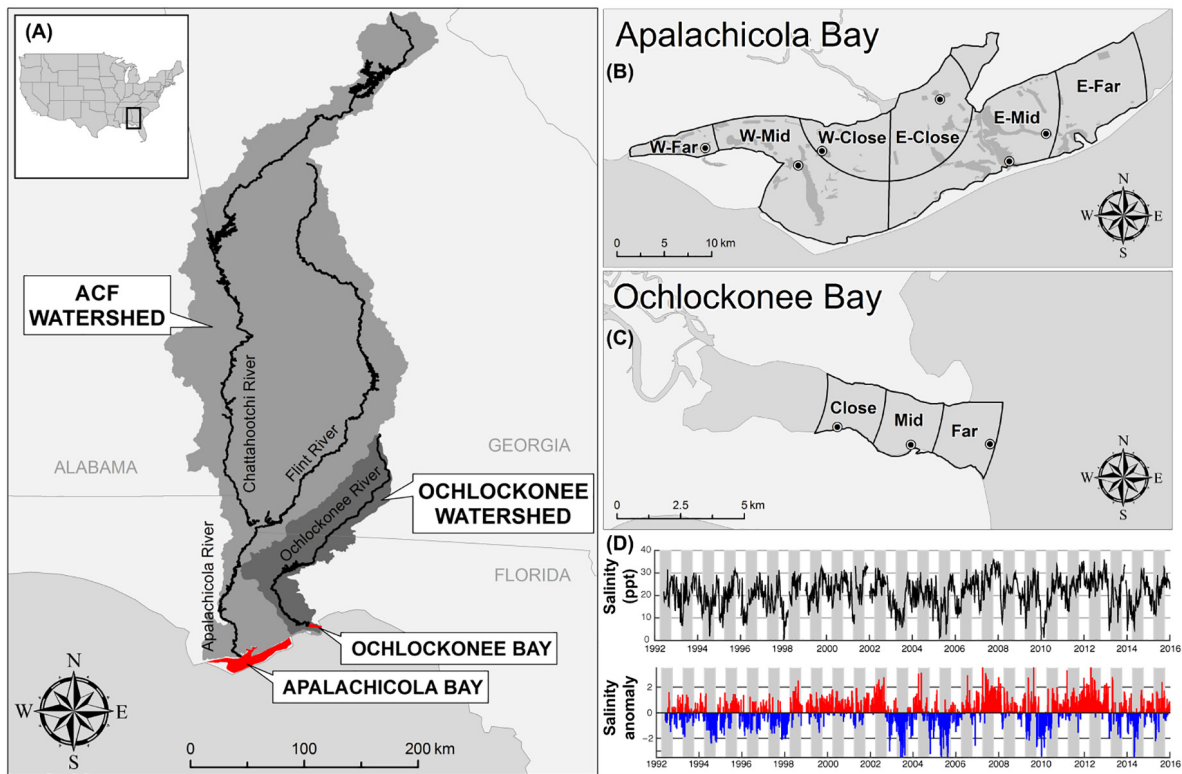 (A)
ACF
WATERSHED
Chattahootchi River
Flint River
ALABAMA
GEORGIA
Ochlockonee River
OCHLOCKONEE
WATERSHED
Apalachicola River
FLORIDA
OCHLOCKONEE BAY
APALACHICOLA BAY
N
W E
S
0 100 200 km
Apalachicola Bay
(B)
E-Far
E-Mid
W-Mid W-Close E-Close
W-Far
N
W E
S
0 5 10 km
Ochlockonee Bay
(C)
Close Mid Far
N
W E
S
0 2.5 5 km
(D)
Salinity
(ppt)
40
30
20
10
0
1992 1994 1996 1998 2000 2002 2004 2006 2008 2010 2012 2014 2016
Salinity
anomaly
2
0
−2
1992 1994 1996 1998 2000 2002 2004 2006 2008 2010 2012 2014 2016